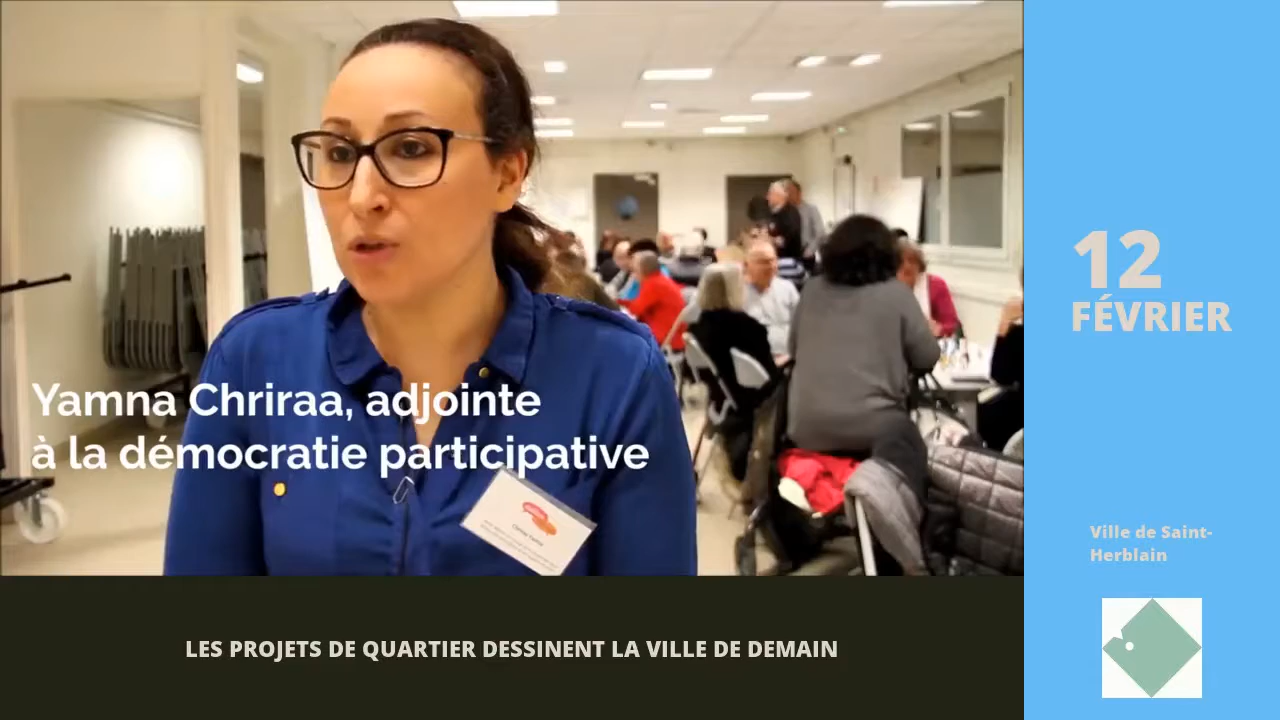 Yamna Chriraa, adjointe
à la démocratie participative
12
FÉVRIER
Ville de Saint-
Herblain
LES PROJETS DE QUARTIER DESSINENT LA VILLE DE DEMAIN